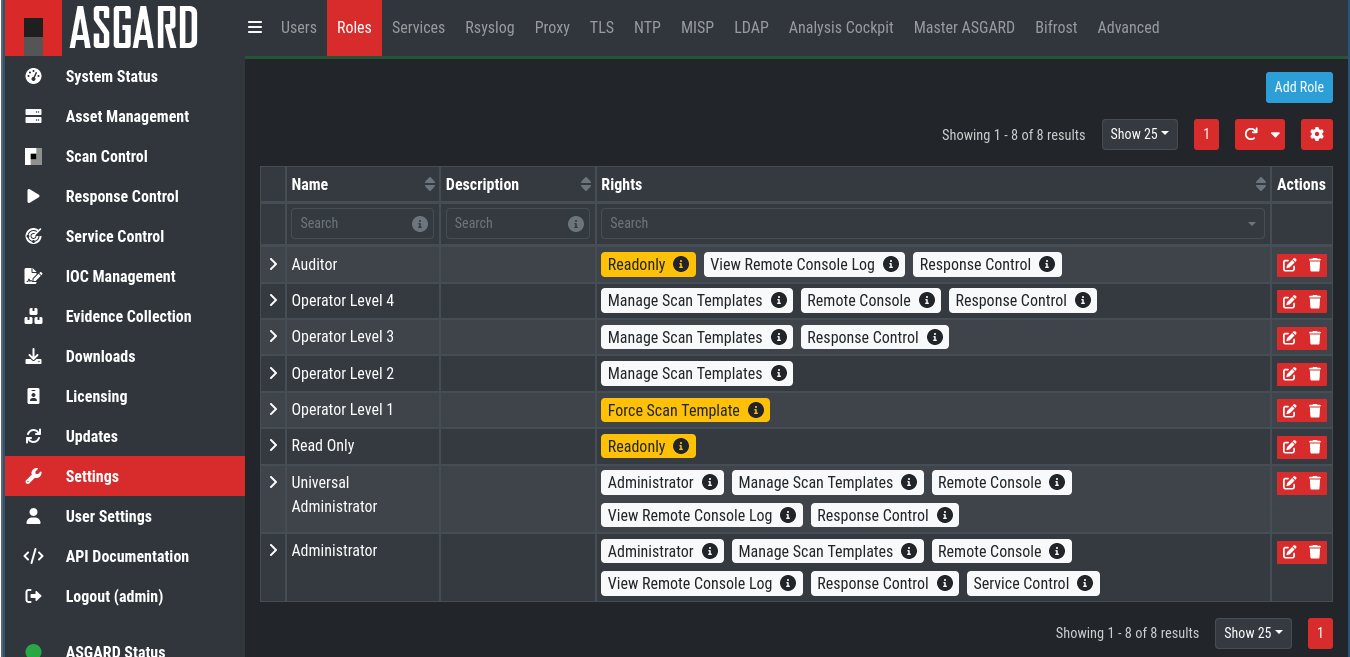 ASGARD
Users Roles Services Rsyslog Proxy TLS NTP MISP LDAP Analysis Cockpit Master ASGARD Bifrost Advanced
System Status
Asset Management
Scan Control
Response Control
Service Control
IOC Management
Evidence Collection
Downloads
Licensing
Updates
Settings
User Settings
API Documentation
Logout (admin)
ASGARD Status
Add Role
Showing 1 - 8 of 8 results Show 25 1
Name Description Rights Actions
Search Search Search
Auditor Readonly View Remote Console Log Response Control
Operator Level 4 Manage Scan Templates Remote Console Response Control
Operator Level 3 Manage Scan Templates Response Control
Operator Level 2 Manage Scan Templates
Operator Level 1 Force Scan Template
Read Only Readonly
Universal Administrator Manage Scan Templates Remote Console
Administrator View Remote Console Log Response Control
Administrator Administrator Manage Scan Templates Remote Console
View Remote Console Log Response Control Service Control
Showing 1 - 8 of 8 results Show 25 1